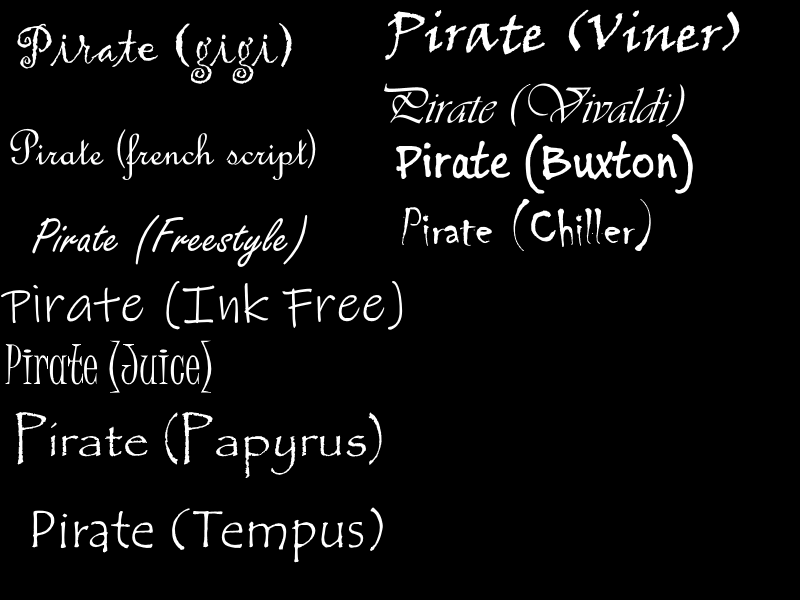 Pirate (gigi)
Pirate (french script)
Pirate (Freestyle)
Pirate (Ink Free)
Pirate (Juice)
Pirate (Papyrus)
Pirate (Tempus)
Pirate (Viner)
Pirate (Vivaldi)
Pirate (Buxton)
Pirate (Chiller)